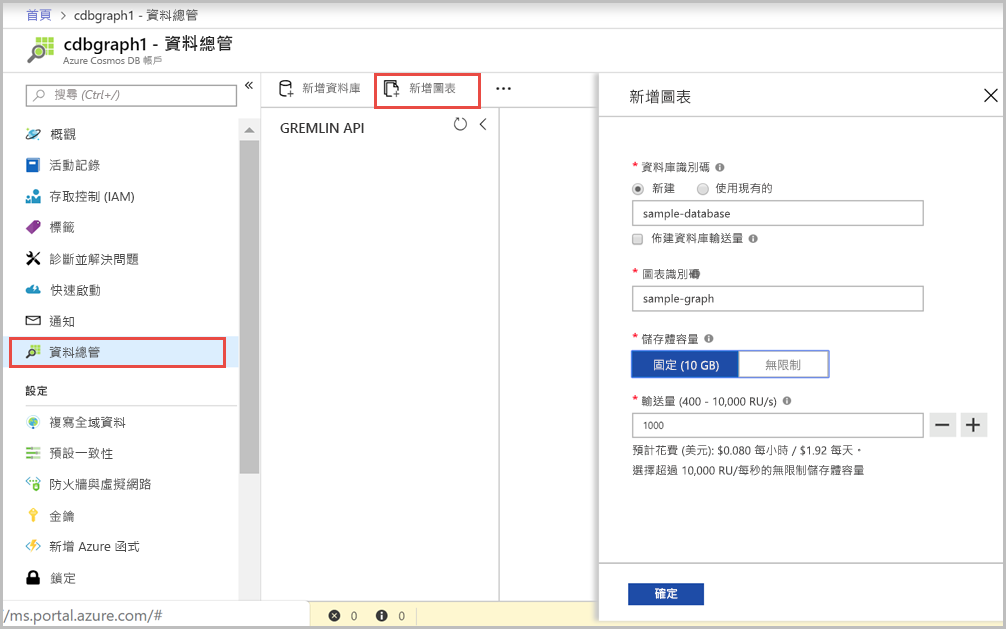 首頁 > cdbgraph1 - 資料總管
cdbgraph1 - 資料總管
Azure Cosmos DB 帳戶
搜尋 (Ctrl+/)
概觀
活動記錄
存取控制 (IAM)
標籤
診斷並解決問題
快速啟動
通知
資料總管
設定
複寫全域資料
預設一致性
防火牆與虛擬網路
金鑰
新增 Azure 函式
鎖定
/ms.portal.azure.com/#
新增資料庫 新增圖表 ...
GREMLIN API
0 0
新增圖表
* 資料庫識別碼
新建 使用現有的
sample-database
佈建資料庫輸送量
* 圖表識別碼
sample-graph
* 儲存體容量
固定 (10 GB) 無限制
* 輸送量 (400 - 10,000 RU/s)
1000
預計花費 (美元): $0.080 每小時 / $1.92 每天。
選擇超過 10,000 RU/每秒的無限制儲存體容量
確定